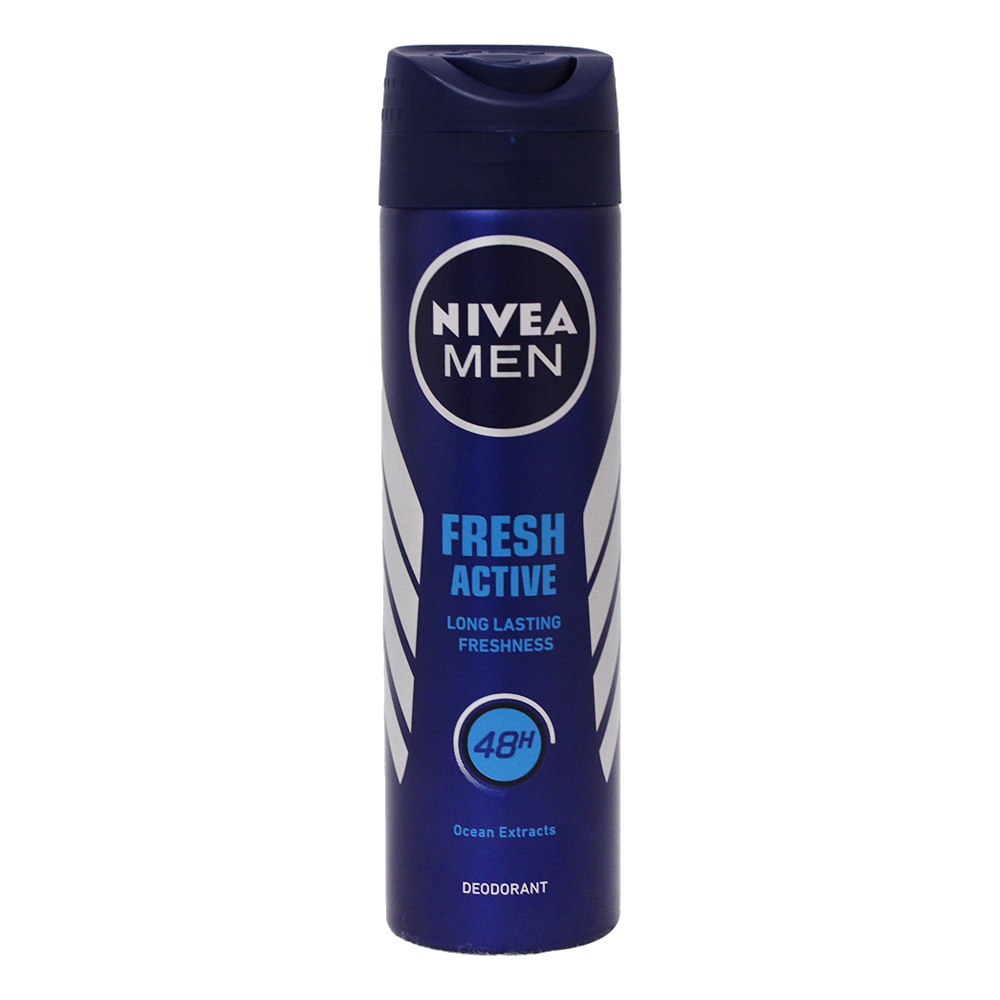 NIVEA
MEN
FRESH
ACTIVE
LONG LASTING
FRESHNESS
48H
Ocean Extracts
DEODORANT